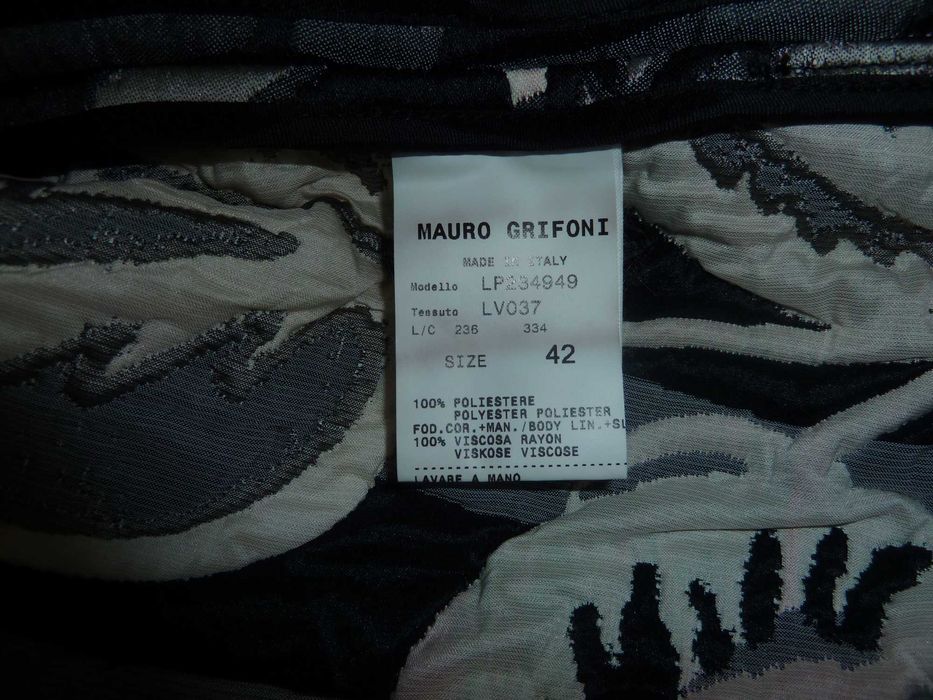 MAURO GRIFONI
MADE IN ITALY
Modello LP234949
Tessuto LV037
L/C 236 334
SIZE 42
100% POLIESTERE
POLYESTER POLIESTER
FOD.COR.+MAN./BODY LIN.+SL
100% VISCOSA RAYON
VISKOSE VISCOSE
LAVARE A MANO